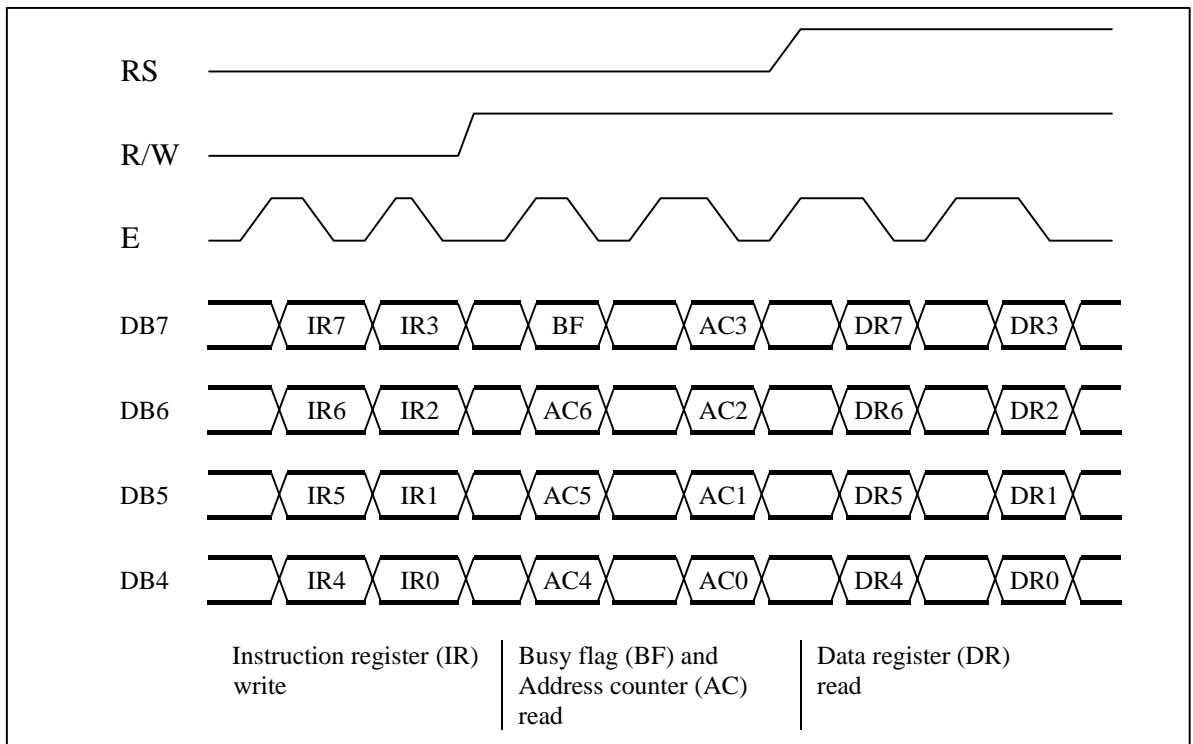 RS
R/W
E
DB7 IR7 IR3 BF AC3 DR7 DR3
DB6 IR6 IR2 AC6 AC2 DR6 DR2
DB5 IR5 IR1 AC5 AC1 DR5 DR1
DB4 IR4 IR0 AC4 AC0 DR4 DR0
Instruction register (IR)
write
Busy flag (BF) and
Address counter (AC)
read
Data register (DR)
read